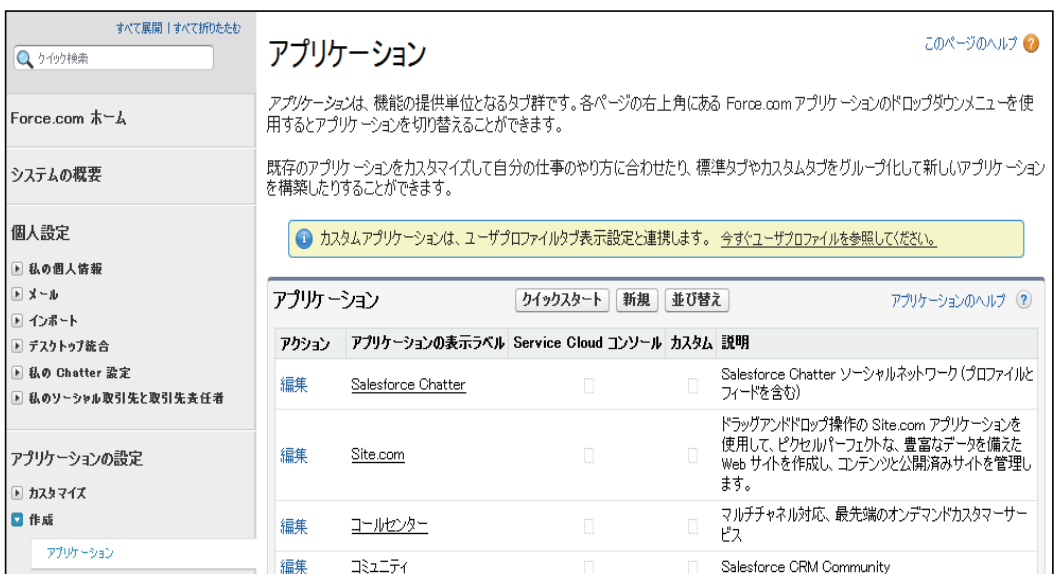 すべて展開 | すべて折りたたむ
クイック検索
Force.com ホーム
システムの概要
個人設定
私の個人情報
メール
インポート
デスクトップ統合
私の Chatter 設定
私のソーシャル取引先と取引先責任者
アプリケーションの設定
カスタマイズ
作成
アプリケーション
アプリケーション
このページのヘルプ ?
アプリケーションは、機能の提供単位となるタブ群です。各ページの右上角にある Force.com アプリケーションのドロップダウンメニューを使
用するとアプリケーションを切り替えることができます。
既存のアプリケーションをカスタマイズして自分の仕事のやり方に合わせたり、標準タブやカスタムタブをグループ化して新しいアプリケーション
を構築したりすることができます。
i カスタムアプリケーションは、ユーザプロファイルタブ表示設定と連携します。 今すぐユーザプロファイルを参照してください。
アプリケーション クイックスタート 新規 並び替え アプリケーションのヘルプ ?
アクション アプリケーションの表示ラベル Service Cloud コンソール カスタム 説明
編集 Salesforce Chatter Salesforce Chatter ソーシャルネットワーク (プロファイルと
フィードを含む)
編集 Site.com ドラッグアンドドロップ操作の Site.com アプリケーションを
使用して、ピクセルパーフェクトな、豊富なデータを備えた
Web サイトを作成し、コンテンツと公開済みサイトを管理し
ます。
編集 コールセンター マルチチャネル対応、最先端のオンデマンドカスタマーサー
ビス
編集 コミュニティ Salesforce CRM Community